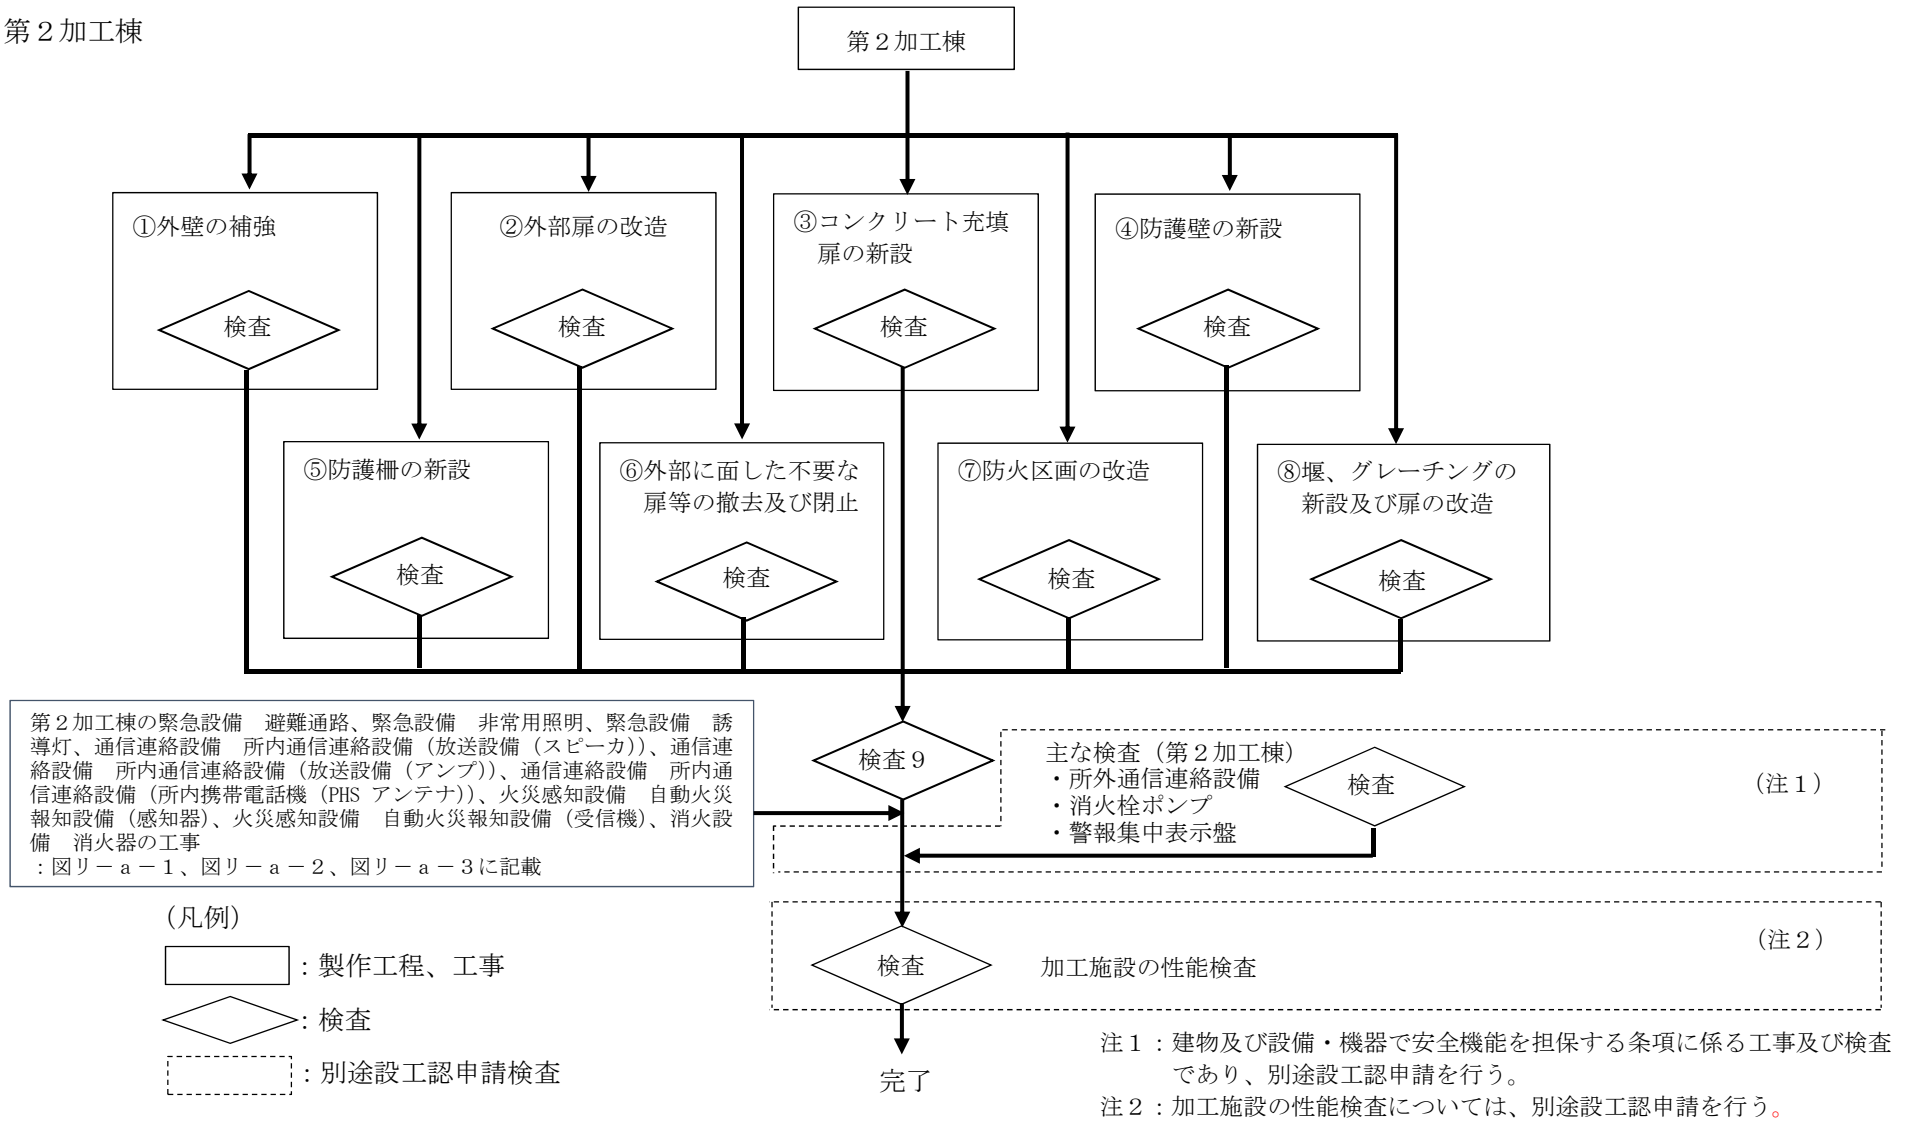 第２加工棟
第２加工棟
①外壁の補強
検査
②外部扉の改造
検査
③コンクリート充填
扉の新設
検査
④防護壁の新設
検査
⑤防護柵の新設
検査
⑥外部に面した不要な
扉等の撤去及び閉止
検査
⑦防火区画の改造
検査
⑧堰、グレーチングの
新設及び扉の改造
検査
第２加工棟の緊急設備　避難通路、緊急設備　非常用照明、緊急設備　誘
導灯、通信連絡設備　所内通信連絡設備（放送設備（スピーカ））、通信連
絡設備　所内通信連絡設備（放送設備（アンプ））、通信連絡設備　所内通
信連絡設備（所内携帯電話機（PHS アンテナ））、火災感知設備　自動火災
報知設備（感知器）、火災感知設備　自動火災報知設備（受信機）、消火設
備　消火器の工事
：図リ－ａ－１、図リ－ａ－２、図リ－ａ－３に記載
検査９
主な検査（第２加工棟）
・所外通信連絡設備
・消火栓ポンプ
・警報集中表示盤
検査
（注１）
検査
加工施設の性能検査
（注２）
完了
（凡例）
：製作工程、工事
：検査
：別途設工認申請検査
注１：建物及び設備・機器で安全機能を担保する条項に係る工事及び検査
であり、別途設工認申請を行う。
注２：加工施設の性能検査については、別途設工認申請を行う。